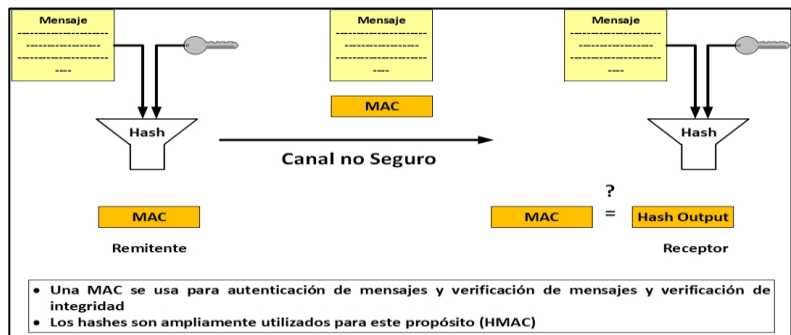 Mensaje
Mensaje
Mensaje
Hash
MAC
Hash
Canal no Seguro
MAC
MAC
?
=
Hash Output
Remitente
Receptor
• Una MAC se usa para autenticación de mensajes y verificación de mensajes y verificación de
integridad
• Los hashes son ampliamente utilizados para este propósito (HMAC)